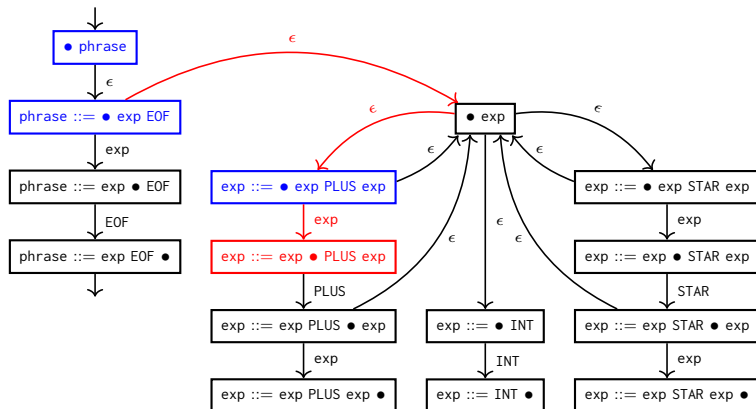 ● phrase
ϵ
ϵ
phrase ::= ● exp EOF
ϵ
● exp
ϵ
exp
ϵ
ϵ
phrase ::= exp ● EOF
exp ::= ● exp PLUS exp
exp ::= ● exp STAR exp
EOF
exp
ϵ
exp
phrase ::= exp EOF ●
exp ::= exp ● PLUS exp
ϵ
ϵ
exp ::= exp ● STAR exp
PLUS
STAR
exp ::= exp PLUS ● exp
exp ::= ● INT
exp ::= exp STAR ● exp
exp
INT
exp
exp ::= exp PLUS exp ●
exp ::= INT ●
exp ::= exp STAR exp ●